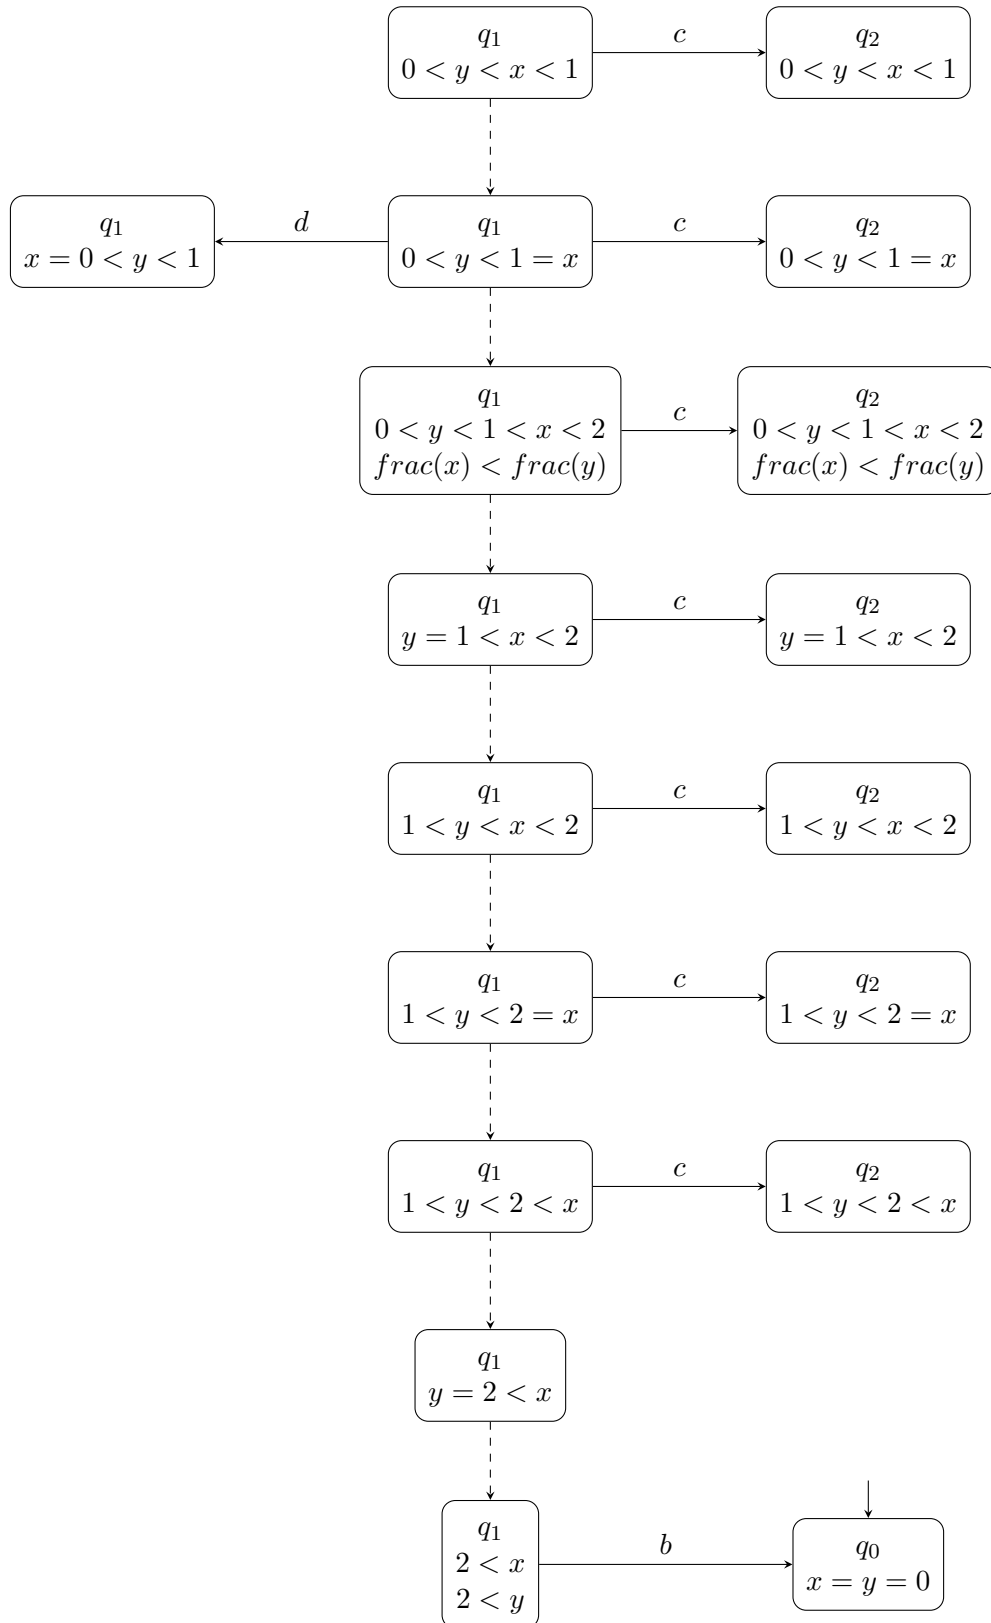 q₁
0 < y < x < 1
c
q₂
0 < y < x < 1
q₁
x = 0 < y < 1
d
q₁
0 < y < 1 = x
c
q₂
0 < y < 1 = x
q₁
0 < y < 1 < x < 2
frac(x) < frac(y)
c
q₂
0 < y < 1 < x < 2
frac(x) < frac(y)
q₁
y = 1 < x < 2
c
q₂
y = 1 < x < 2
q₁
1 < y < x < 2
c
q₂
1 < y < x < 2
q₁
1 < y < 2 = x
c
q₂
1 < y < 2 = x
q₁
1 < y < 2 < x
c
q₂
1 < y < 2 < x
q₁
y = 2 < x
q₁
2 < x
2 < y
b
q₀
x = y = 0